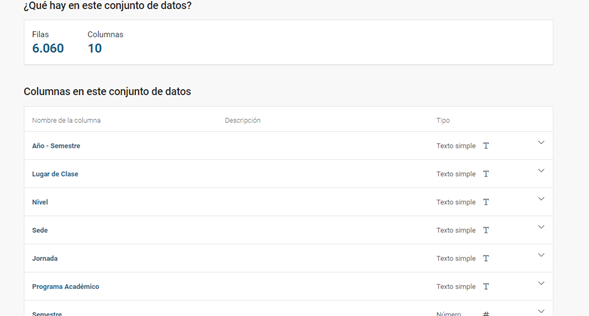 ¿Qué hay en este conjunto de datos?
Filas Columnas
6.060 10
Columnas en este conjunto de datos
Nombre de la columna Descripción Tipo
Año - Semestre Texto simple T
Lugar de Clase Texto simple T
Nivel Texto simple T
Sede Texto simple T
Jornada Texto simple T
Programa Académico Texto simple T
Semestre Número #